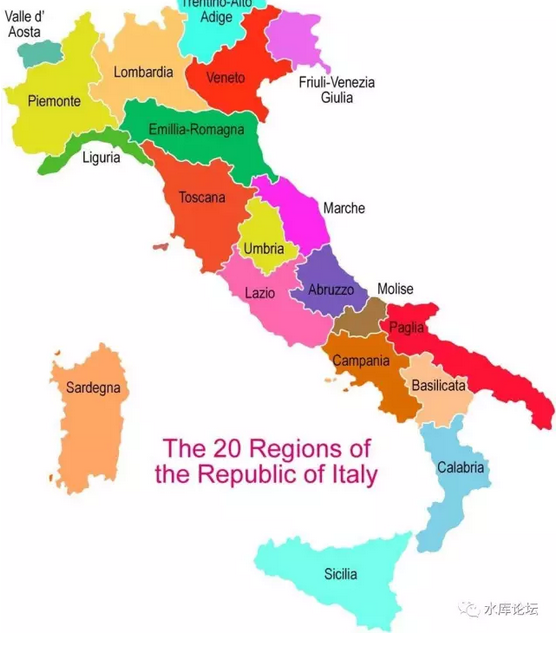 Trentino-Alto
Adige
Valle d'
Aosta
Lombardia
Veneto
Friuli-Venezia
Giulia
Piemonte
Emillia-Romagna
Liguria
Toscana
Marche
Umbria
Lazio
Abruzzo
Molise
Paglia
Campania
Basilicata
Sardegna
The 20 Regions of
the Republic of Italy
Calabria
Sicilia
水库论坛